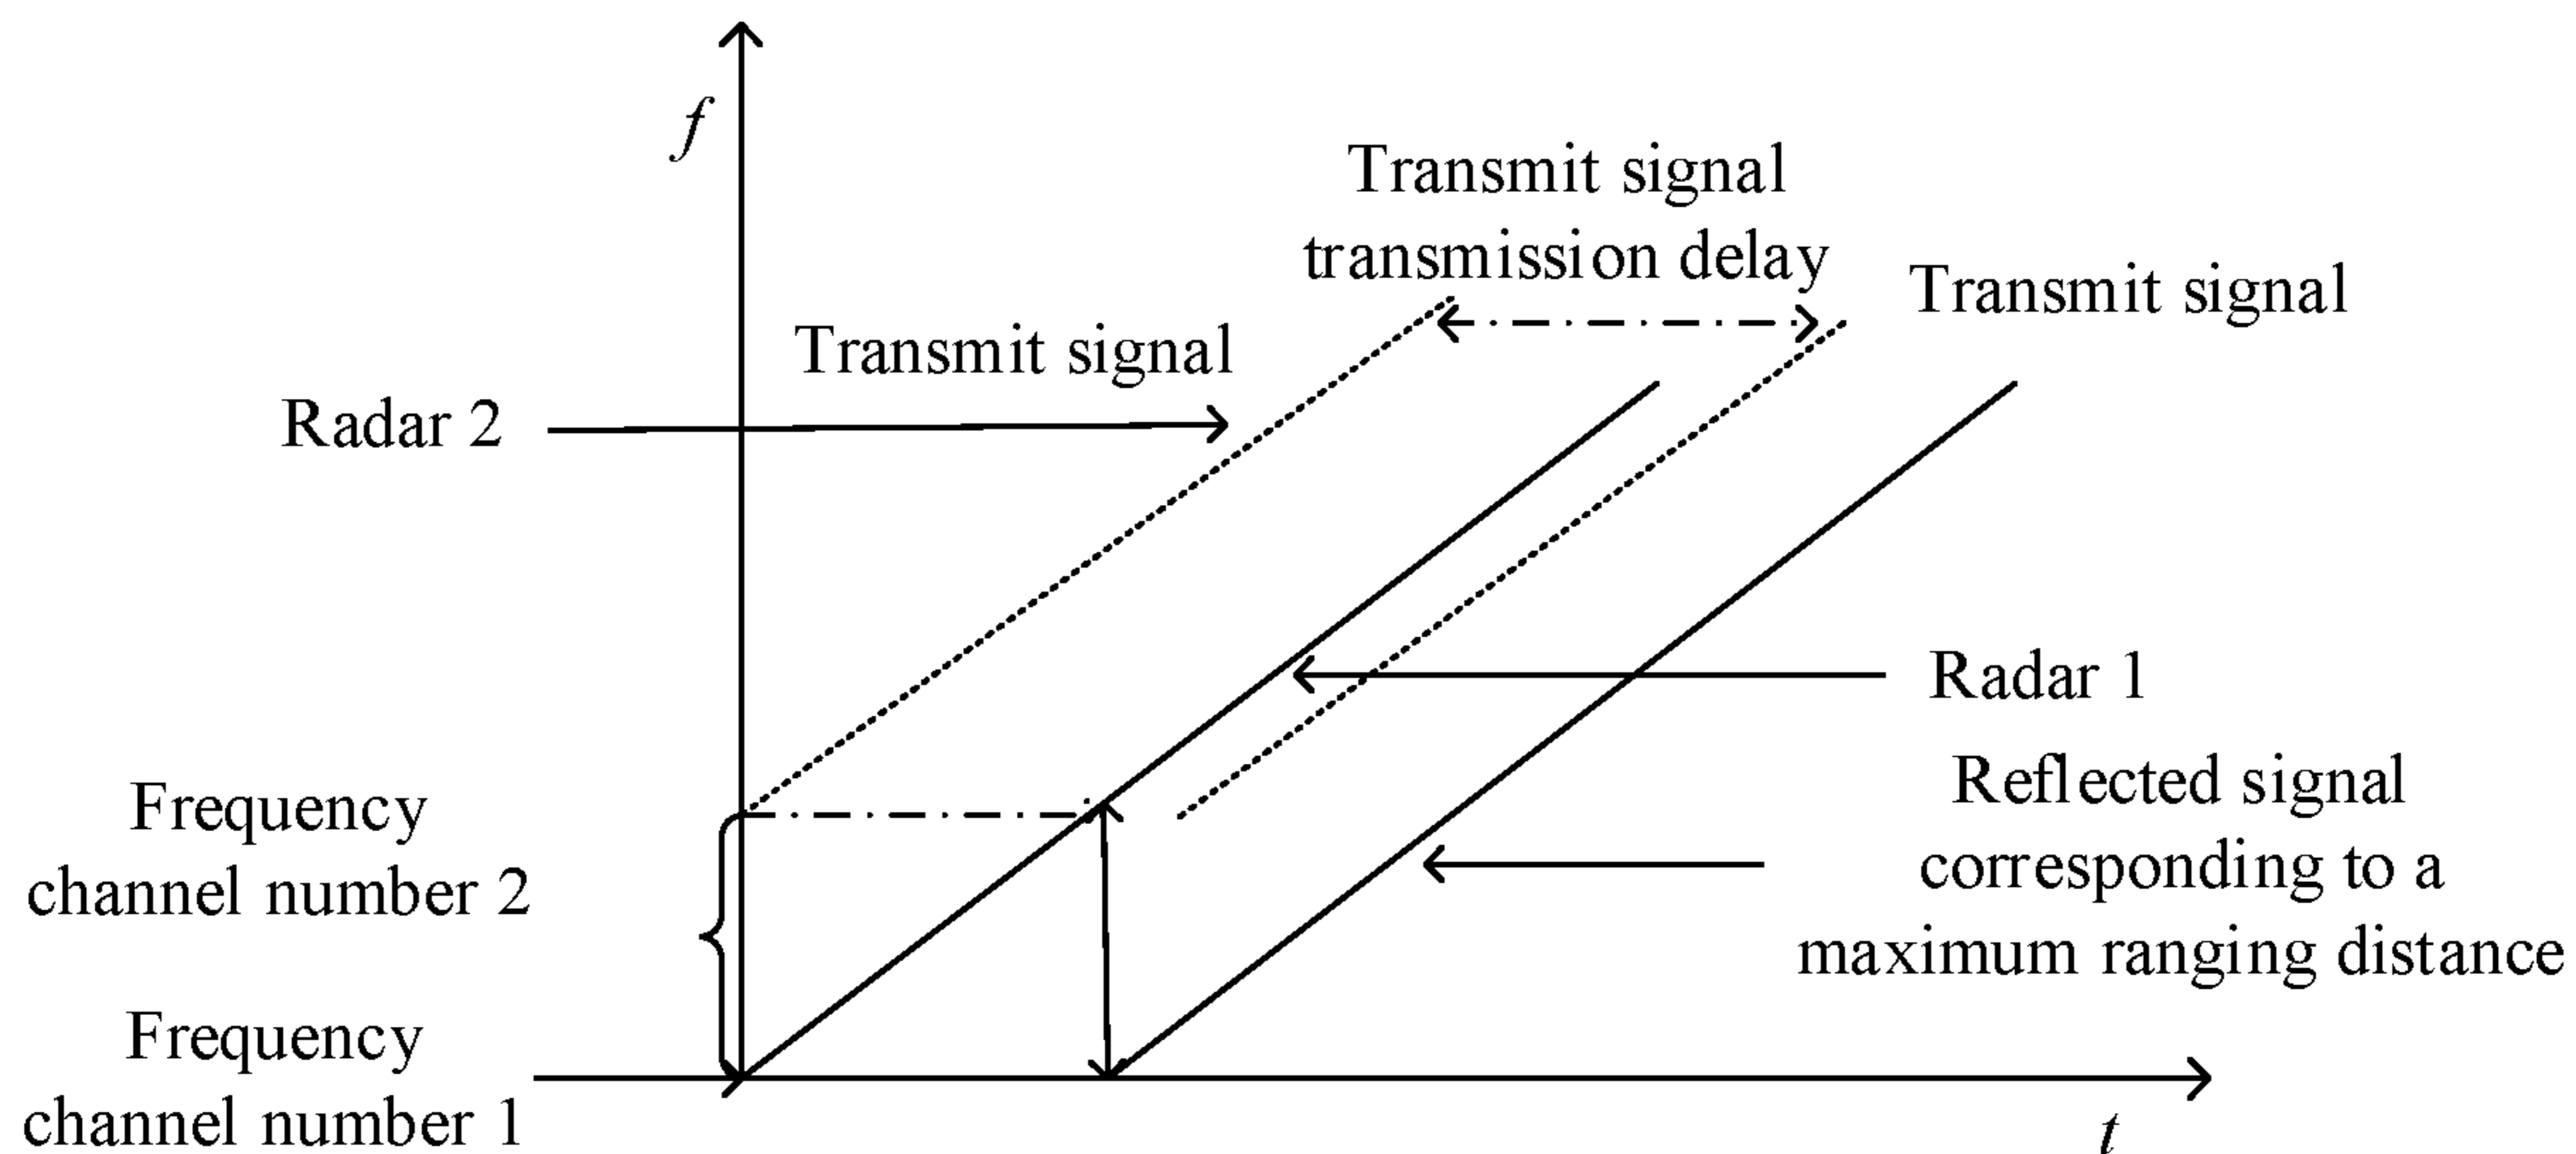 f
Transmit signal
transmission delay
Transmit signal
Transmit signal
Radar 2
Radar 1
Frequency
channel number 2
Reflected signal
corresponding to a
maximum ranging distance
Frequency
channel number 1
t